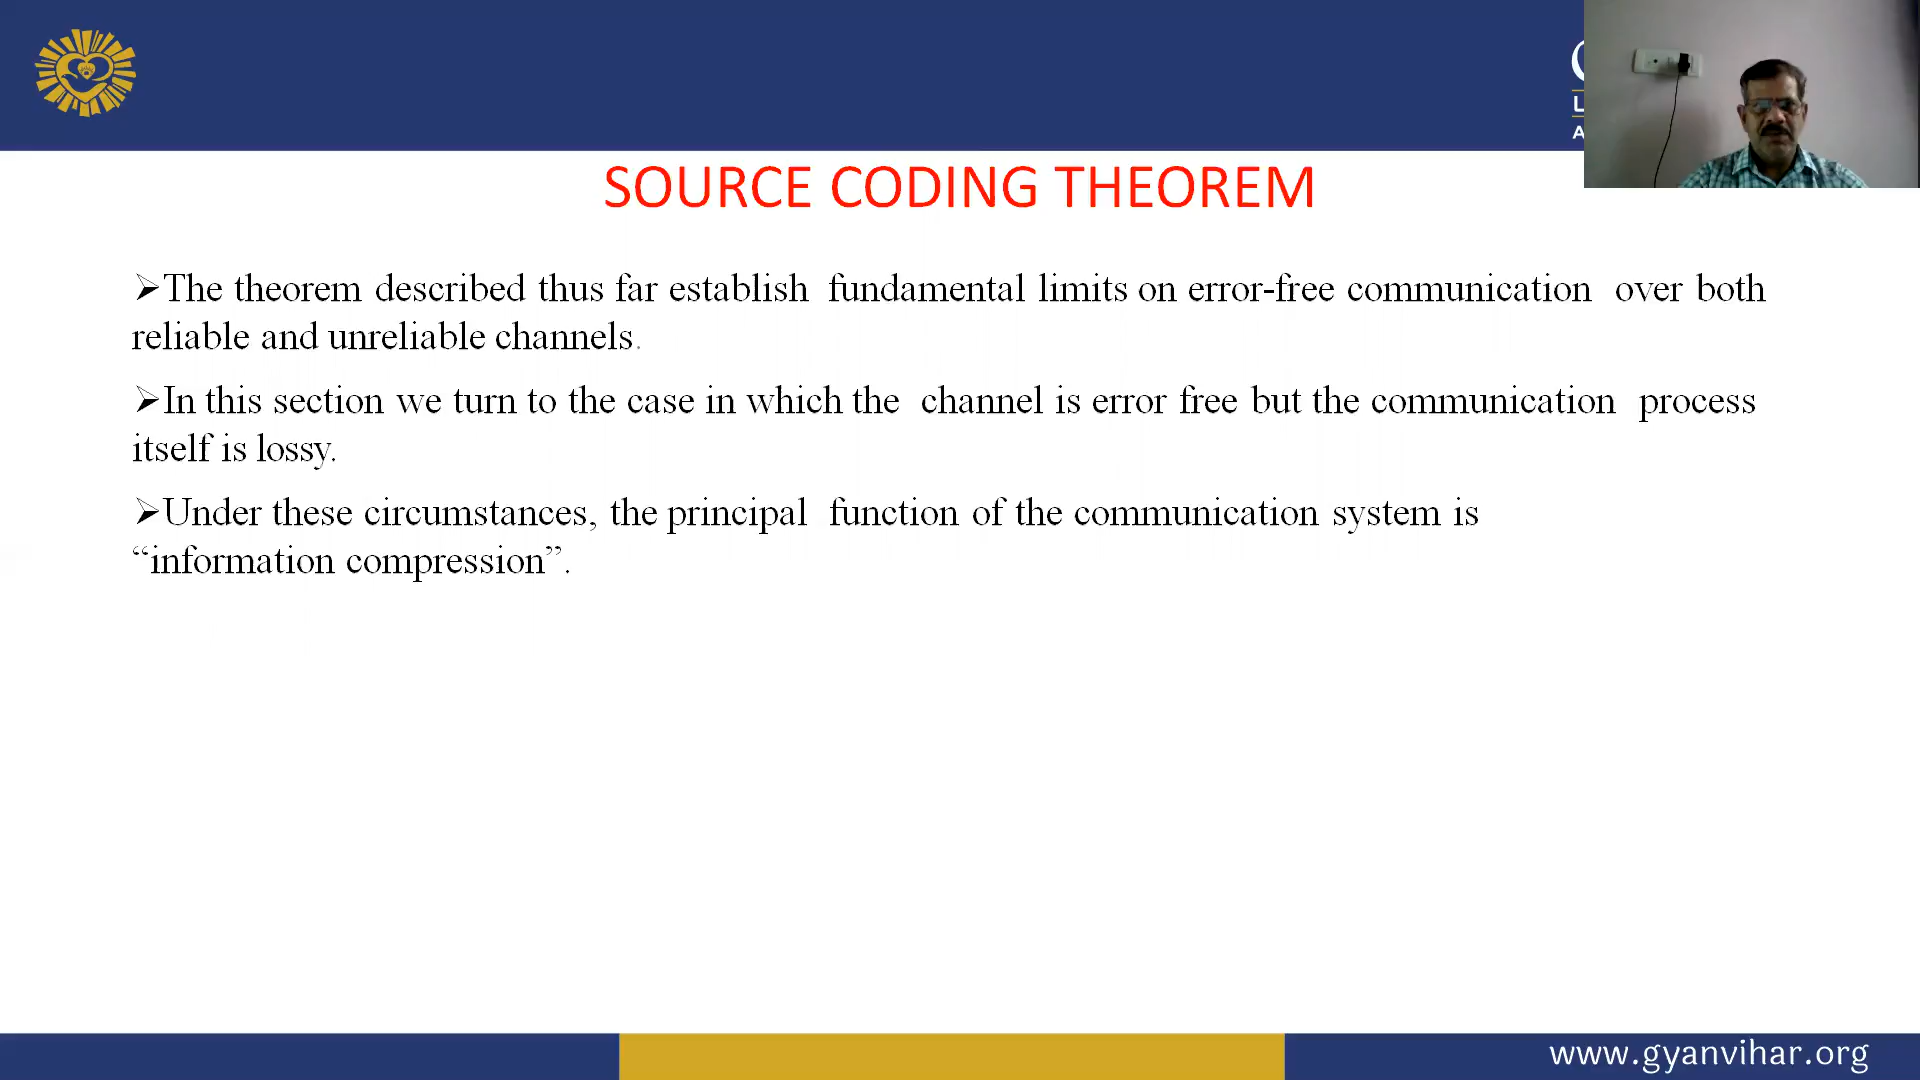 SOURCE CODING THEOREM
➢The theorem described thus far establish fundamental limits on error-free communication over both
reliable and unreliable channels.
➢In this section we turn to the case in which the channel is error free but the communication process
itself is lossy.
➢Under these circumstances, the principal function of the communication system is
“information compression”.
www.gyanvihar.org